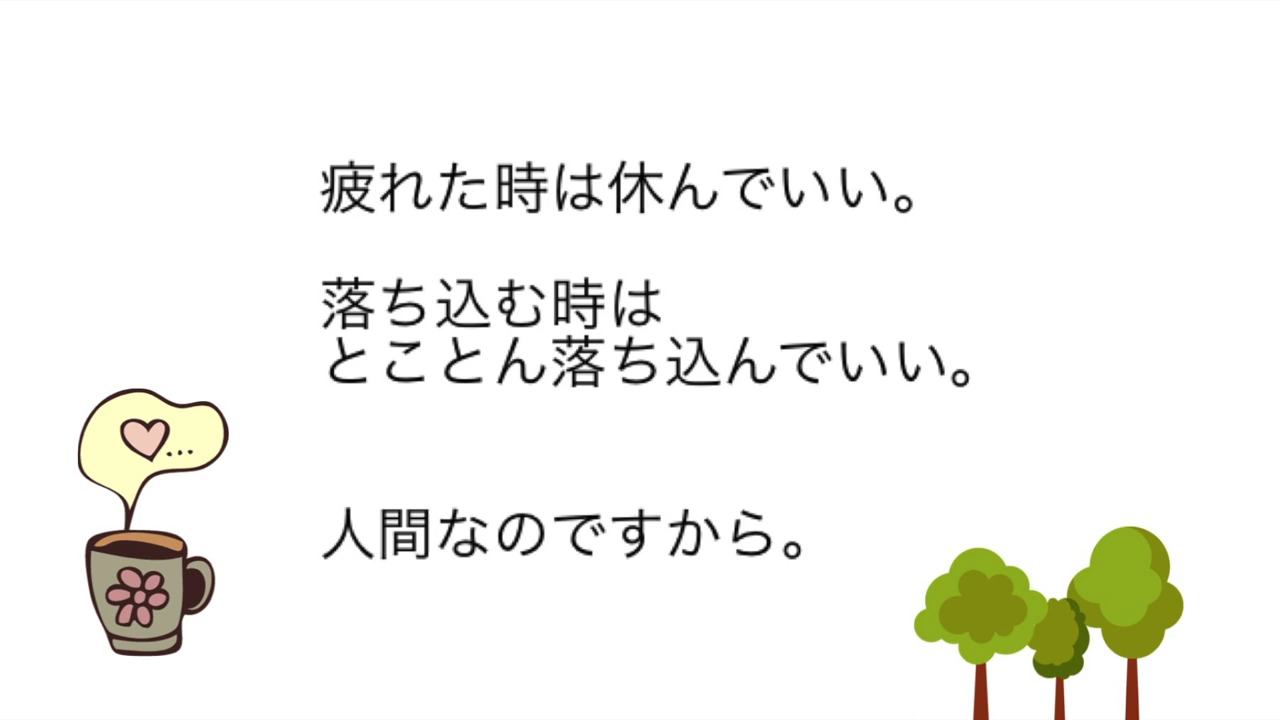 疲れた時は休んでいい。
落ち込む時は
とことん落ち込んでいい。
人間なのですから。